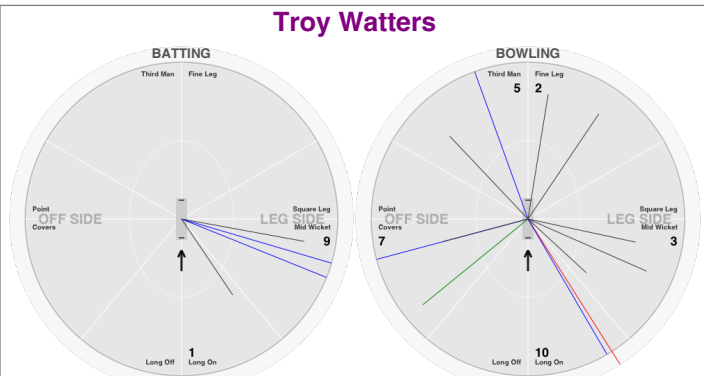 Troy Watters
BATTING
Third Man Fine Leg
Point
Covers
OFF SIDE
Square Leg
Mid Wicket
LEG SIDE
9
1
Long Off Long On
BOWLING
Third Man Fine Leg
5 2
Point
Covers
OFF SIDE
7
Square Leg
Mid Wicket
LEG SIDE
3
10
Long Off Long On